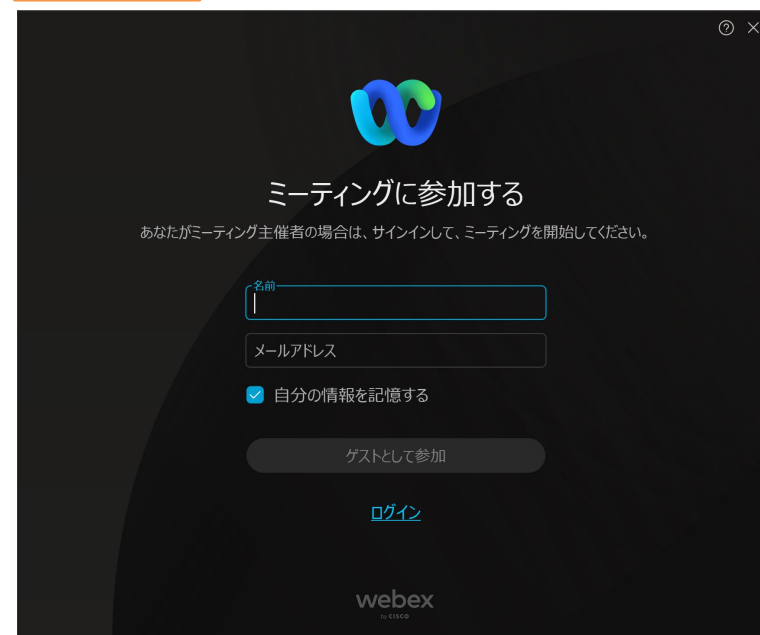 ミーティングに参加する
あなたがミーティング主催者の場合は、サインインして、ミーティングを開始してください。
名前
メールアドレス
自分の情報を記憶する
ゲストとして参加
ログイン
webex
by CISCO